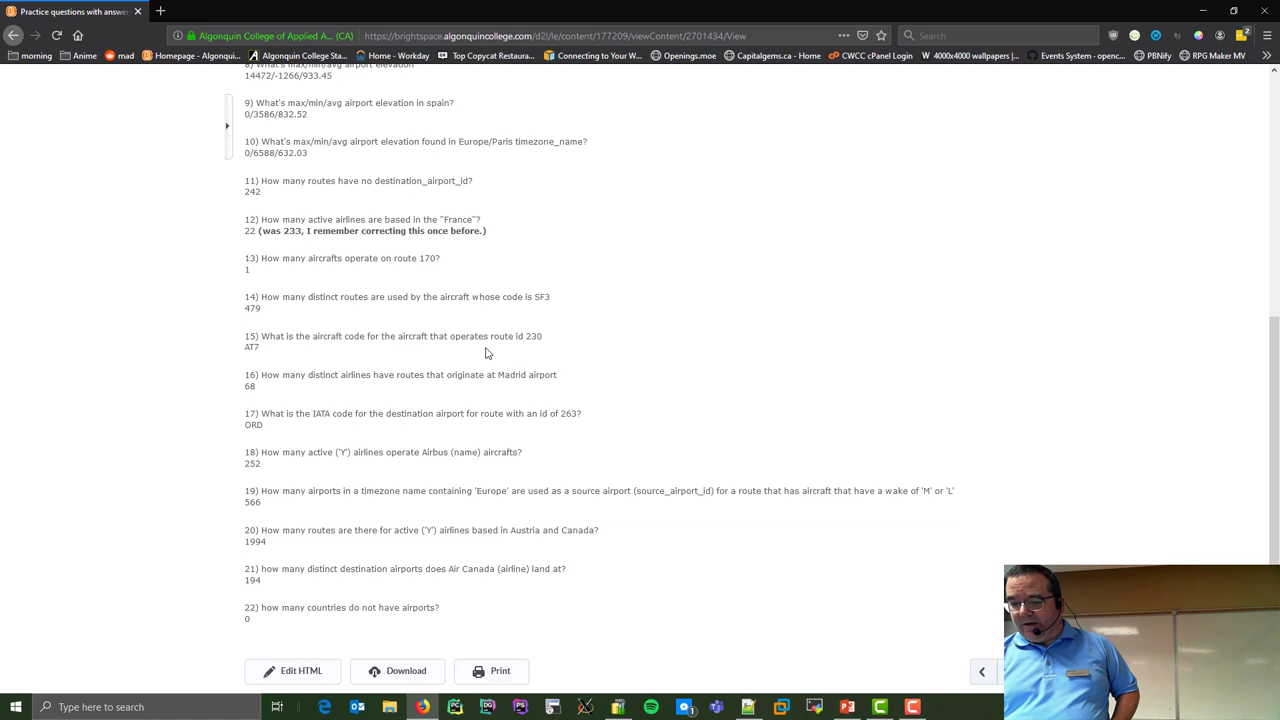 Practice questions with answer
Algonquin College of Applied A... (CA)
https://brightspace.algonquincollege.com/d2l/le/content/177209/viewContent/2701434/View
Search
2
morning
Anime
bad
Homepage - Algonqui...
Algonquin College Sta...
Homepage - Work
Top Copycat Restaura...
Connecting to Your W...
Openings.moe
Capitalgems.ca - Home
CWCC cPanel Login
4000x4000 wallpapers |...
Events System - openc...
PBNify
RPG Maker MV
8) What's max/min/avg airport elevation
14472/-1266/933.45
9) What's max/min/avg airport elevation in spain?
0/3586/832.52
10) What's max/min/avg airport elevation found in Europe/Paris timezone_name?
0/6588/632.03
11) How many routes have no destination_airport_id?
242
12) How many active airlines are based in the "France"?
22 (was 233, I remember correcting this once before.)
13) How many aircrafts operate on route 170?
1
14) How many distinct routes are used by the aircraft whose code is SF3
479
15) What is the aircraft code for the aircraft that operates route id 230
AT7
16) How many distinct airlines have routes that originate at Madrid airport
68
17) What is the IATA code for the destination airport for route with an id of 263?
ORD
18) How many active ('Y') airlines operate Airbus (name) aircrafts?
252
19) How many airports in a timezone name containing 'Europe' are used as a source airport (source_airport_id) for a route that has aircraft that have a wake of 'M' or 'L'
566
20) How many routes are there for active ('Y') airlines based in Austria and Canada?
1994
21) how many distinct destination airports does Air Canada (airline) land at?
194
22) how many countries do not have airports?
0
Edit HTML
Download
Print
Type here to search